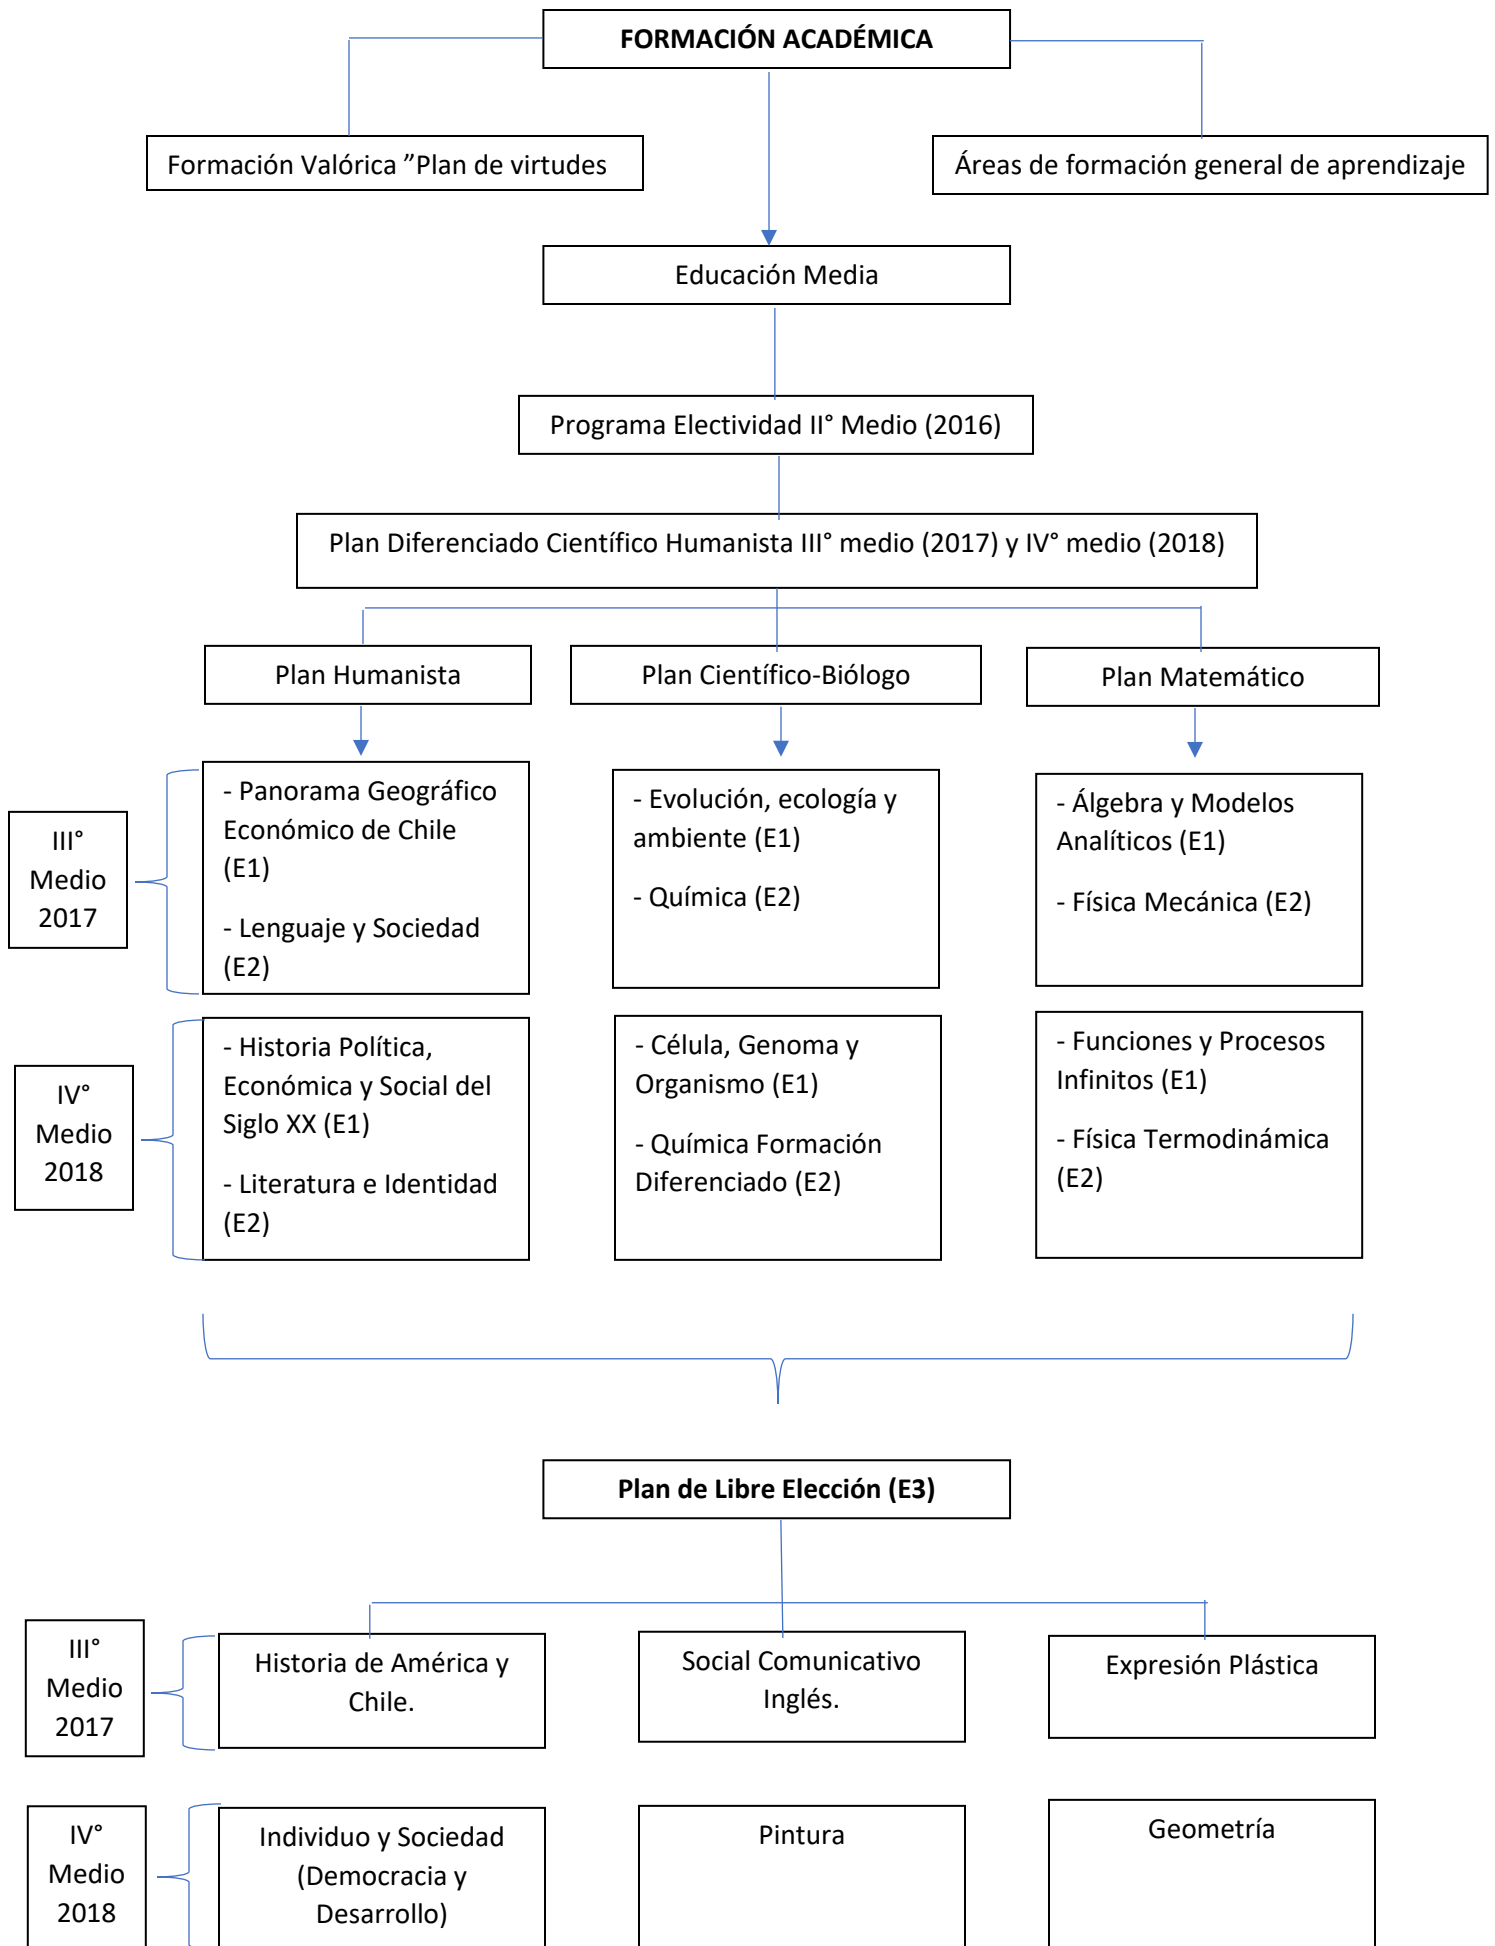 FORMACIÓN ACADÉMICA
Formación Valórica ”Plan de virtudes
Áreas de formación general de aprendizaje
Educación Media
Programa Electividad II° Medio (2016)
Plan Diferenciado Científico Humanista III° medio (2017) y IV° medio (2018)
Plan Humanista
Plan Científico-Biólogo
Plan Matemático
III°
Medio
2017
- Panorama Geográfico
Económico de Chile
(E1)
- Lenguaje y Sociedad
(E2)
- Evolución, ecología y
ambiente (E1)
- Química (E2)
- Álgebra y Modelos
Analíticos (E1)
- Física Mecánica (E2)
IV°
Medio
2018
- Historia Política,
Económica y Social del
Siglo XX (E1)
- Literatura e Identidad
(E2)
- Célula, Genoma y
Organismo (E1)
- Química Formación
Diferenciado (E2)
- Funciones y Procesos
Infinitos (E1)
- Física Termodinámica
(E2)
Plan de Libre Elección (E3)
III°
Medio
2017
Historia de América y
Chile.
Social Comunicativo
Inglés.
Expresión Plástica
IV°
Medio
2018
Individuo y Sociedad
(Democracia y
Desarrollo)
Pintura
Geometría